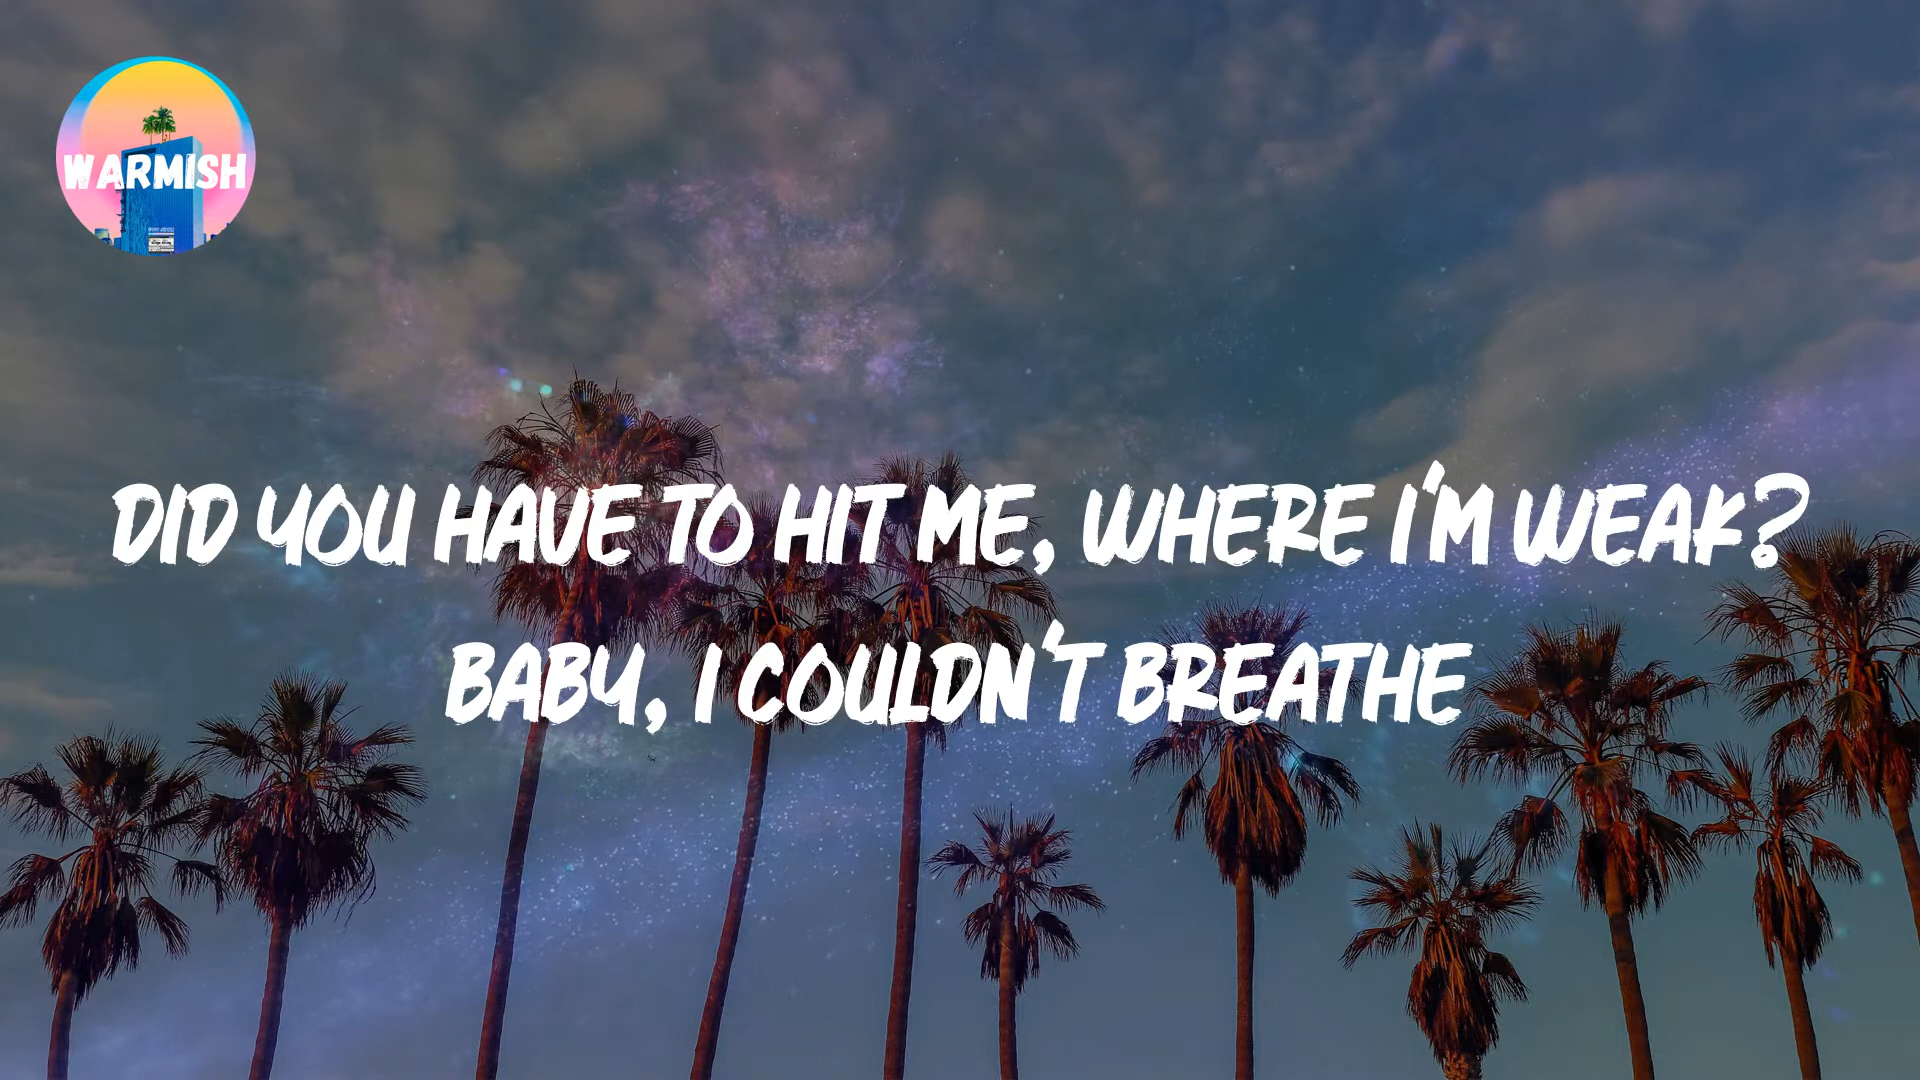 WARMISH
DID YOU HAVE TO HIT ME, WHERE I'M WEAK?
BABY, I COULDN'T BREATHE